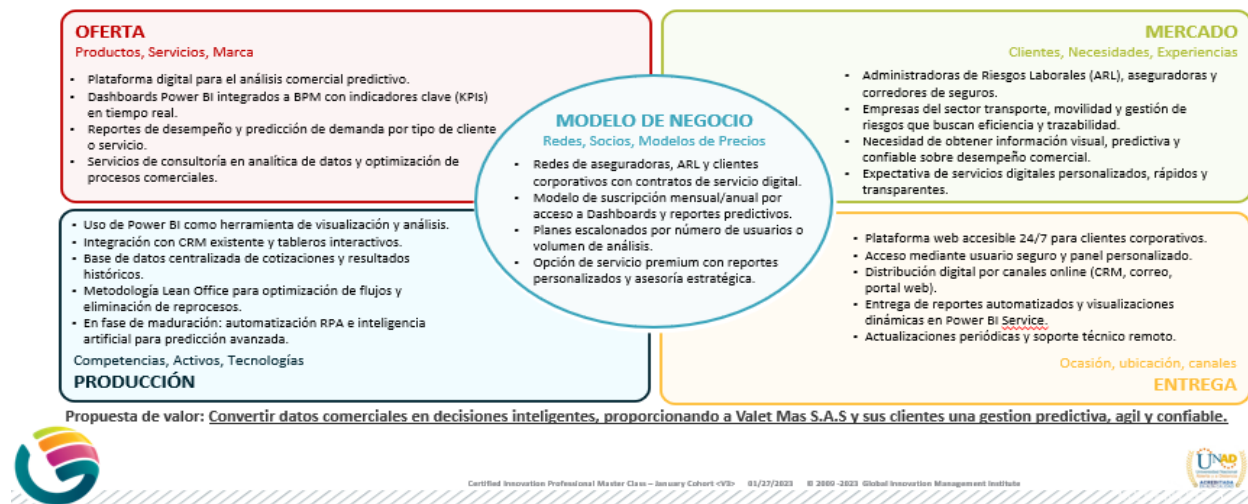 OFERTA
Productos, Servicios, Marca
• Plataforma digital para el análisis comercial predictivo.
• Dashboards Power BI integrados a BPM con indicadores clave (KPIs)
en tiempo real.
• Reportes de desempeño y predicción de demanda por tipo de cliente
o servicio.
• Servicios de consultoría en analítica de datos y optimización de
procesos comerciales.
MERCADO
Clientes, Necesidades, Experiencias
• Administradoras de Riesgos Laborales (ARL), aseguradoras y
corredores de seguros.
• Empresas del sector transporte, movilidad y gestión de
riesgos que buscan eficiencia y trazabilidad.
• Necesidad de obtener información visual, predictiva y
confiable sobre desempeño comercial.
• Expectativa de servicios digitales personalizados, rápidos y
transparentes.
MODELO DE NEGOCIO
Redes, Socios, Modelos de Precios
• Redes de aseguradoras, ARL y clientes
corporativos con contratos de servicio digital.
• Modelo de suscripción mensual/anual por
acceso a Dashboards y reportes predictivos.
• Planes escalonados por número de usuarios o
volumen de análisis.
• Opción de servicio premium con reportes
personalizados y asesoría estratégica.
• Uso de Power BI como herramienta de visualización y análisis.
• Integración con CRM existente y tableros interactivos.
• Base de datos centralizada de cotizaciones y resultados
históricos.
• Metodología Lean Office para optimización de flujos y
eliminación de reprocesos.
• En fase de maduración: automatización RPA e inteligencia
artificial para predicción avanzada.
Competencias, Activos, Tecnologías
PRODUCCIÓN
• Plataforma web accesible 24/7 para clientes corporativos.
• Acceso mediante usuario seguro y panel personalizado.
• Distribución digital por canales online (CRM, correo,
portal web).
• Entrega de reportes automatizados y visualizaciones
dinámicas en Power BI Service.
• Actualizaciones periódicas y soporte técnico remoto.
Ocasión, ubicación, canales
ENTREGA
Propuesta de valor: Convertir datos comerciales en decisiones inteligentes, proporcionando a Valet Mas S.A.S y sus clientes una gestion predictiva, agil y confiable.
Certified Innovation Professional Master Class – January Cohort <V3> 01/27/2023 © 2009 -2023 Global Innovation Management Institute
UNAD
ACREDITADA